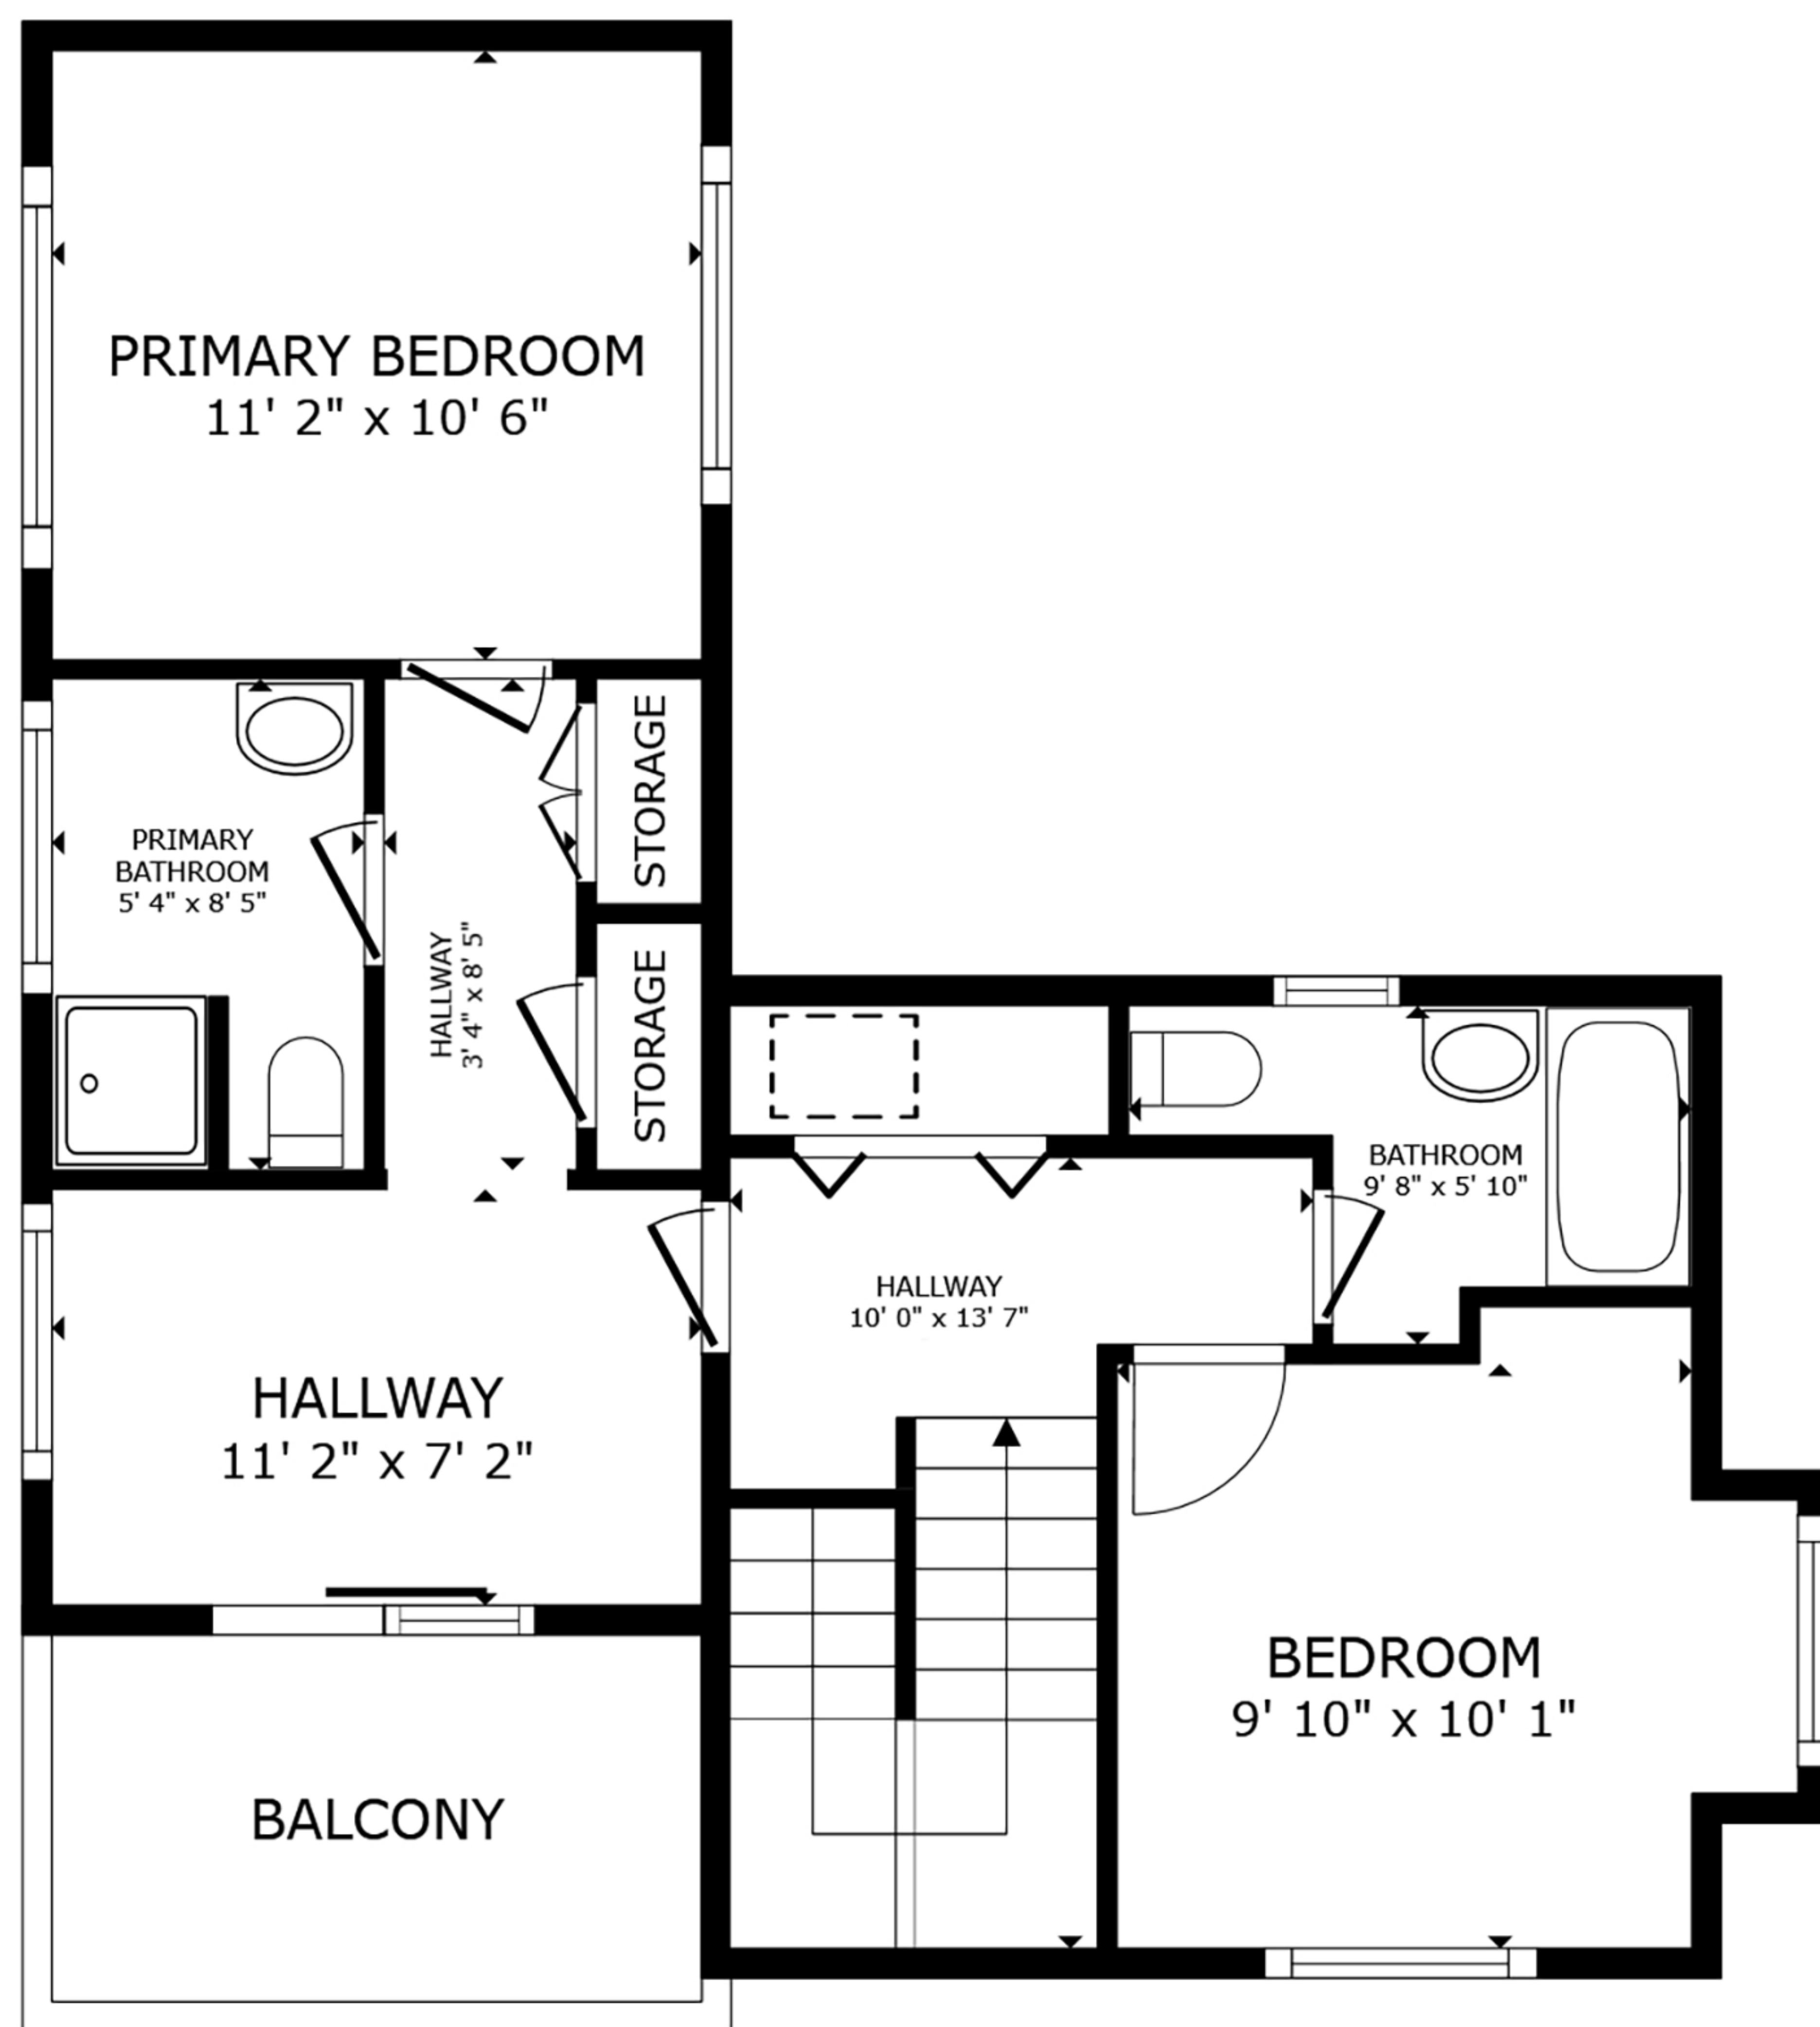 PRIMARY BEDROOM
11' 2" x 10' 6"
STORAGE
PRIMARY
BATHROOM
5' 4" x 8' 5"
HALLWAY
3' 4" x 8' 5"
STORAGE
BATHROOM
9' 8" x 5' 10"
HALLWAY
10' 0" x 13' 7"
HALLWAY
11' 2" x 7' 2"
BEDROOM
9' 10" x 10' 1"
BALCONY